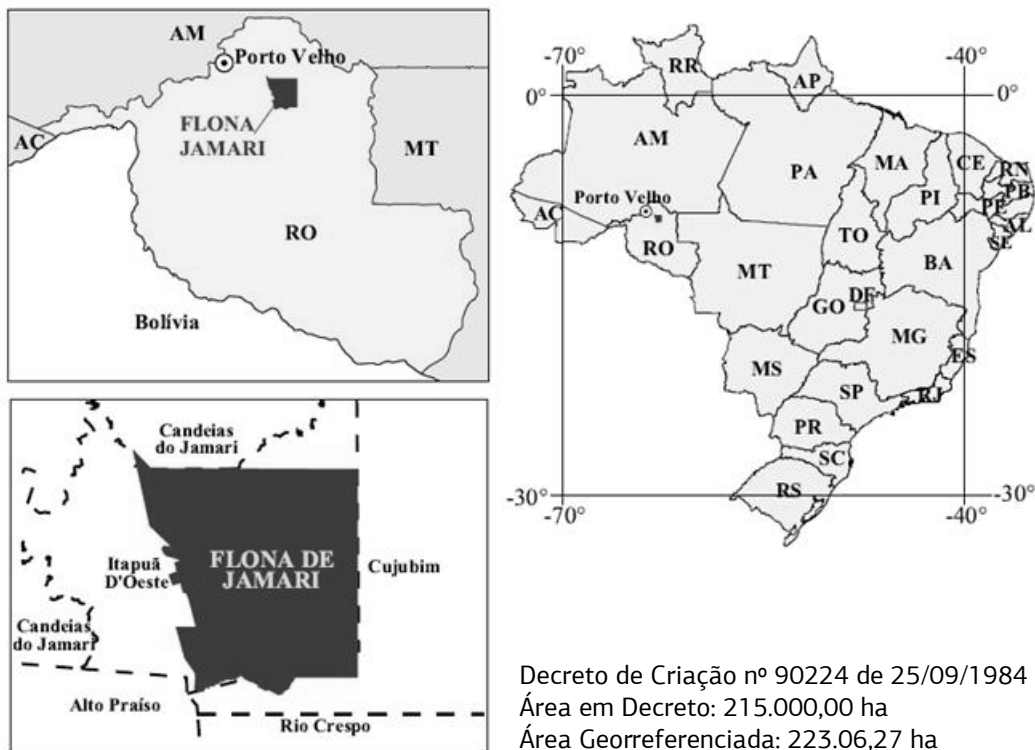 AM
Porto Velho
AC
FLONA
JAMARI
MT
RO
Bolívia
Candeias
do Jamari
Itapuã
D'Oeste
FLONA DE
JAMARI
Cujubim
Candeias
do Jamari
Alto Praíso
Rio Crespo
-70°
-40°
0°
0°
RR
AP
AM
PA
MA
CE
RN
PB
PI
PE
AL
SE
Porto Velho
AC
RO
TO
BA
MT
DF
GO
MG
ES
MS
SP
RJ
PR
SC
RS
-30°
-30°
-70°
-40°
Decreto de Criação nº 90224 de 25/09/1984
Área em Decreto: 215.000,00 ha
Área Georreferenciada: 223.06,27 ha